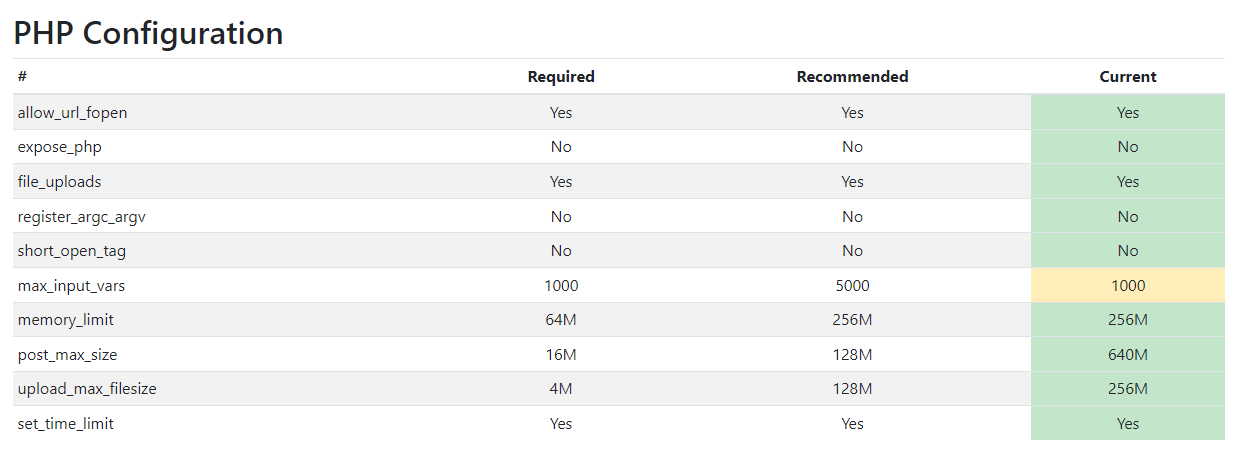 PHP Configuration
# Required Recommended Current
allow_url_fopen Yes Yes Yes
expose_php No No No
file_uploads Yes Yes Yes
register_argc_argv No No No
short_open_tag No No No
max_input_vars 1000 5000 1000
memory_limit 64M 256M 256M
post_max_size 16M 128M 640M
upload_max_filesize 4M 128M 256M
set_time_limit Yes Yes Yes